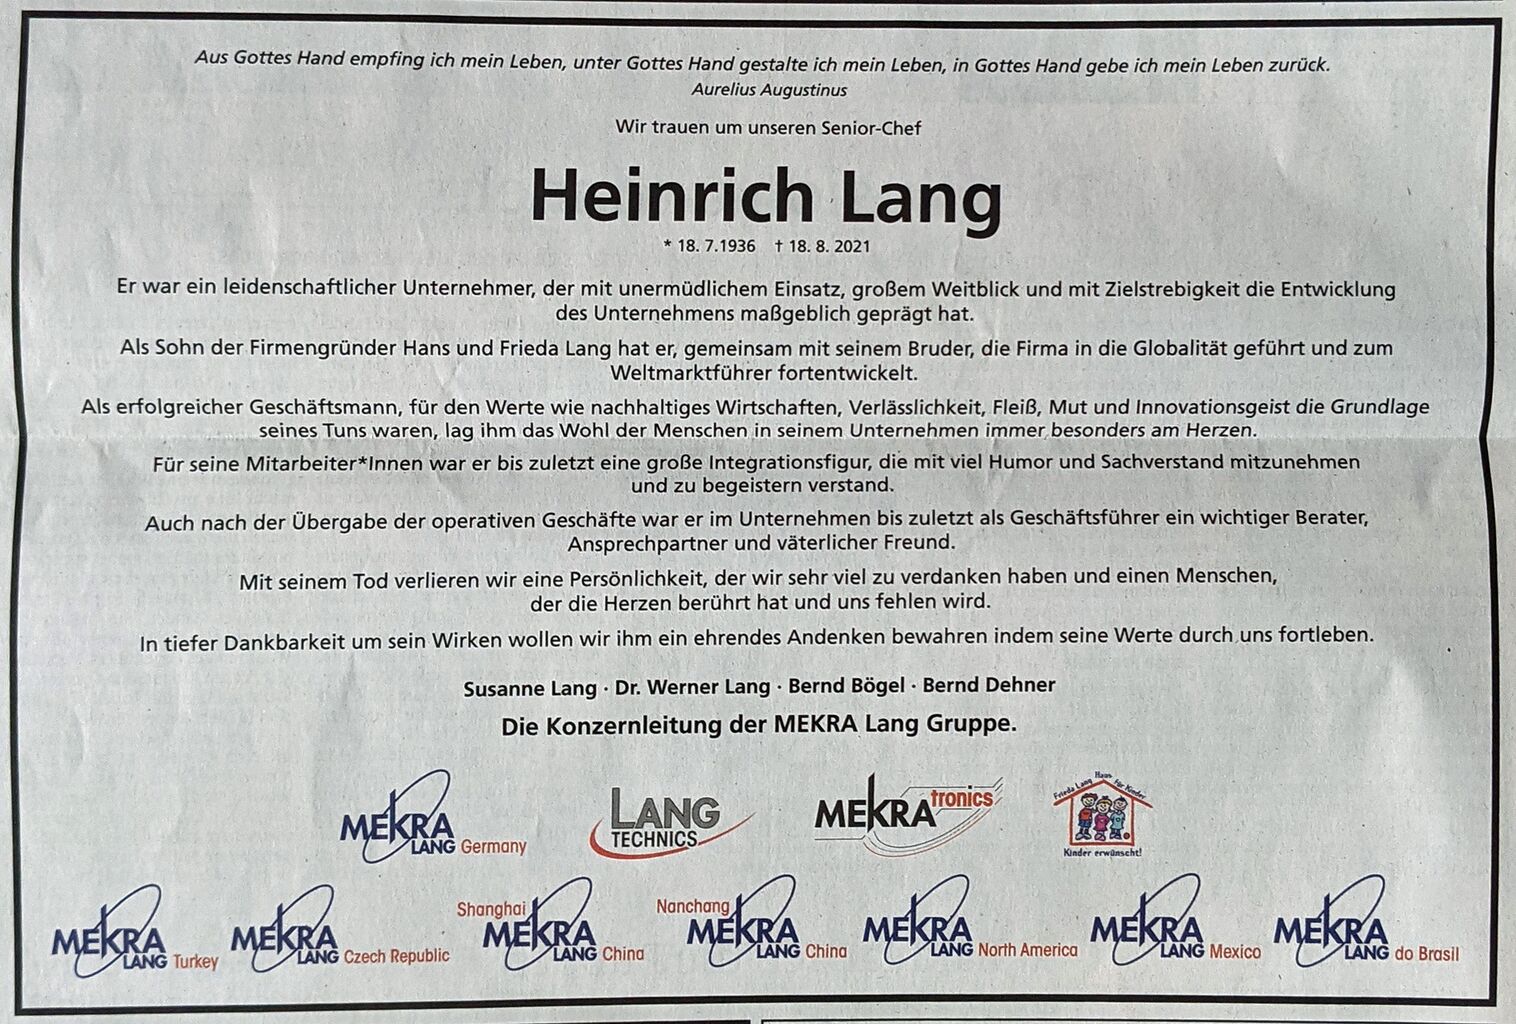 Aus Gottes Hand empfing ich mein Leben, unter Gottes Hand gestalte ich mein Leben, in Gottes Hand gebe ich mein Leben zurück.
Aurelius Augustinus
Wir trauen um unseren Senior-Chef
Heinrich Lang
* 18. 7.1936 † 18. 8. 2021
Er war ein leidenschaftlicher Unternehmer, der mit unermüdlichem Einsatz, großem Weitblick und mit Zielstrebigkeit die Entwicklung
des Unternehmens maßgeblich geprägt hat.
Als Sohn der Firmengründer Hans und Frieda Lang hat er, gemeinsam mit seinem Bruder, die Firma in die Globalität geführt und zum
Weltmarktführer fortentwickelt.
Als erfolgreicher Geschäftsmann, für den Werte wie nachhaltiges Wirtschaften, Verlässlichkeit, Fleiß, Mut und Innovationsgeist die Grundlage
seines Tuns waren, lag ihm das Wohl der Menschen in seinem Unternehmen immer besonders am Herzen.
Für seine Mitarbeiter*Innen war er bis zuletzt eine große Integrationsfigur, die mit viel Humor und Sachverstand mitzunehmen
und zu begeistern verstand.
Auch nach der Übergabe der operativen Geschäfte war er im Unternehmen bis zuletzt als Geschäftsführer ein wichtiger Berater,
Ansprechpartner und väterlicher Freund.
Mit seinem Tod verlieren wir eine Persönlichkeit, der wir sehr viel zu verdanken haben und einen Menschen,
der die Herzen berührt hat und uns fehlen wird.
In tiefer Dankbarkeit um sein Wirken wollen wir ihm ein ehrendes Andenken bewahren indem seine Werte durch uns fortleben.
Susanne Lang · Dr. Werner Lang · Bernd Bögel · Bernd Dehner
Die Konzernleitung der MEKRA Lang Gruppe.
MEKRA
LANG Germany
LANG
TECHNICS
MEKRA tronics
Frieda Lang Haus für Kinder
Kinder erwünscht!
MEKRA
LANG Turkey
MEKRA
LANG Czech Republic
Shanghai
MEKRA
LANG China
Nanchang
MEKRA
LANG China
MEKRA
LANG North America
MEKRA
LANG Mexico
MEKRA
LANG do Brasil